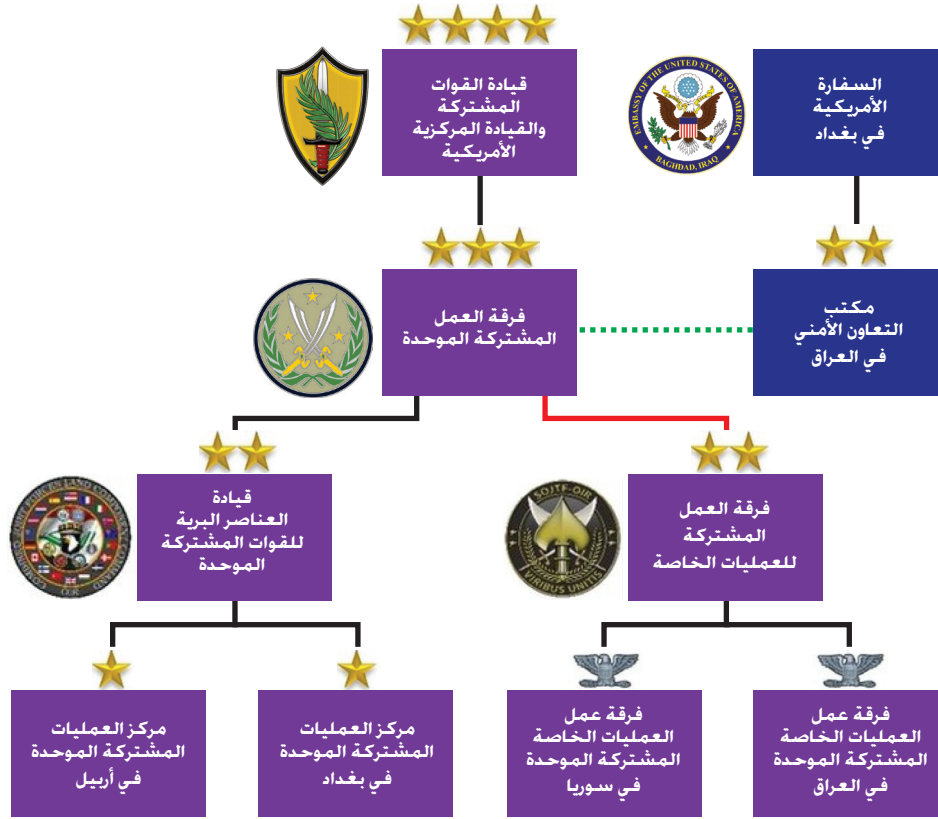 قيادة القوات
المشتركة
والقيادة المركزية
الأمريكية
EMBASSY OF THE UNITED STATES OF AMERICA
BAGHDAD, IRAQ
السفارة
الأمريكية
في بغداد
فرقة العمل
المشتركة الموحدة
مكتب
التعاون الأمني
في العراق
قيادة
العناصر البرية
للقوات المشتركة
الموحدة
SOJTF-OIR
VIRIBUS UNITIS
فرقة العمل
المشتركة
للعمليات الخاصة
مركز العمليات
المشتركة الموحدة
في أربيل
مركز العمليات
المشتركة الموحدة
في بغداد
فرقة عمل
العمليات الخاصة
المشتركة الموحدة
في سوريا
فرقة عمل
العمليات الخاصة
المشتركة الموحدة
في العراق